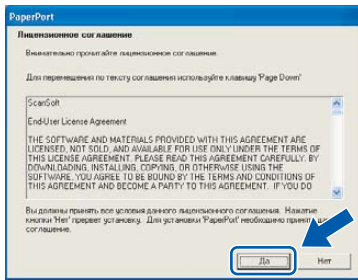 PaperPort
Лицензионное соглашение
Внимательно прочитайте лицензионное соглашение.
Для перемещения по тексту соглашения используйте клавишу 'Page Down'
ScanSoft
End-User License Agreement
THE SOFTWARE AND MATERIALS PROVIDED WITH THIS AGREEMENT ARE
LICENSED, NOT SOLD, AND AVAILABLE FOR USE ONLY UNDER THE TERMS OF
THIS LICENSE AGREEMENT. PLEASE READ THIS AGREEMENT CAREFULLY. BY
DOWNLOADING, INSTALLING, COPYING, OR OTHERWISE USING THE
SOFTWARE, YOU AGREE TO BE BOUND BY THE TERMS AND CONDITIONS OF
THIS AGREEMENT AND BECOME A PARTY TO THIS AGREEMENT. IF YOU DO
Вы должны принять все условия данного лицензионного соглашения. Нажатие
кнопки 'Нет' прервет установку. Для установки 'PaperPort' необходимо принять
соглашение.
Да
Нет